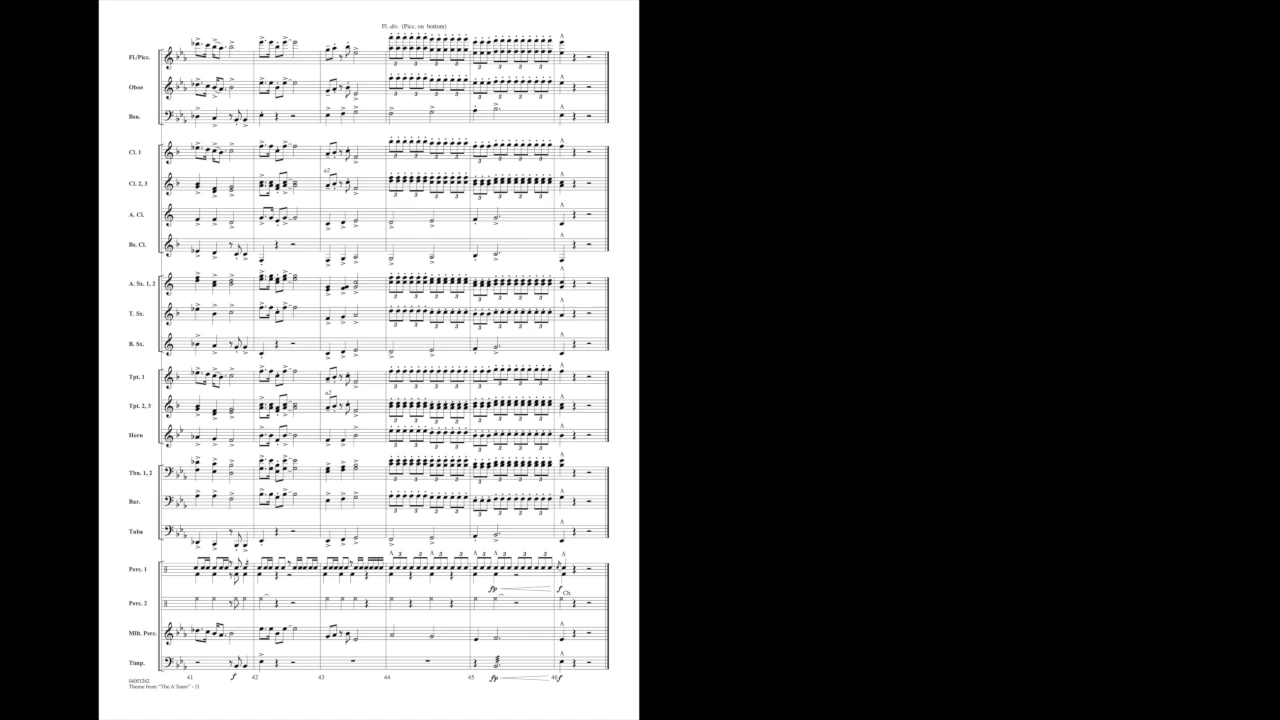 Fl. div. (Picc. on bottom)
Fl./Picc.
Oboe
Bsn.
Cl. 1
Cl. 2, 3
a2
A. Cl.
Bs. Cl.
A. Sx. 1, 2
T. Sx.
B. Sx.
Tpt. 1
Tpt. 2, 3
a2
Horn
Tbn. 1, 2
Bar.
Tuba
Perc. 1
fp f
Ch.
Perc. 2
Mlt. Perc.
Timp.
f fp f
41 42 43 44 45 46
Theme from "The A Team" - 11